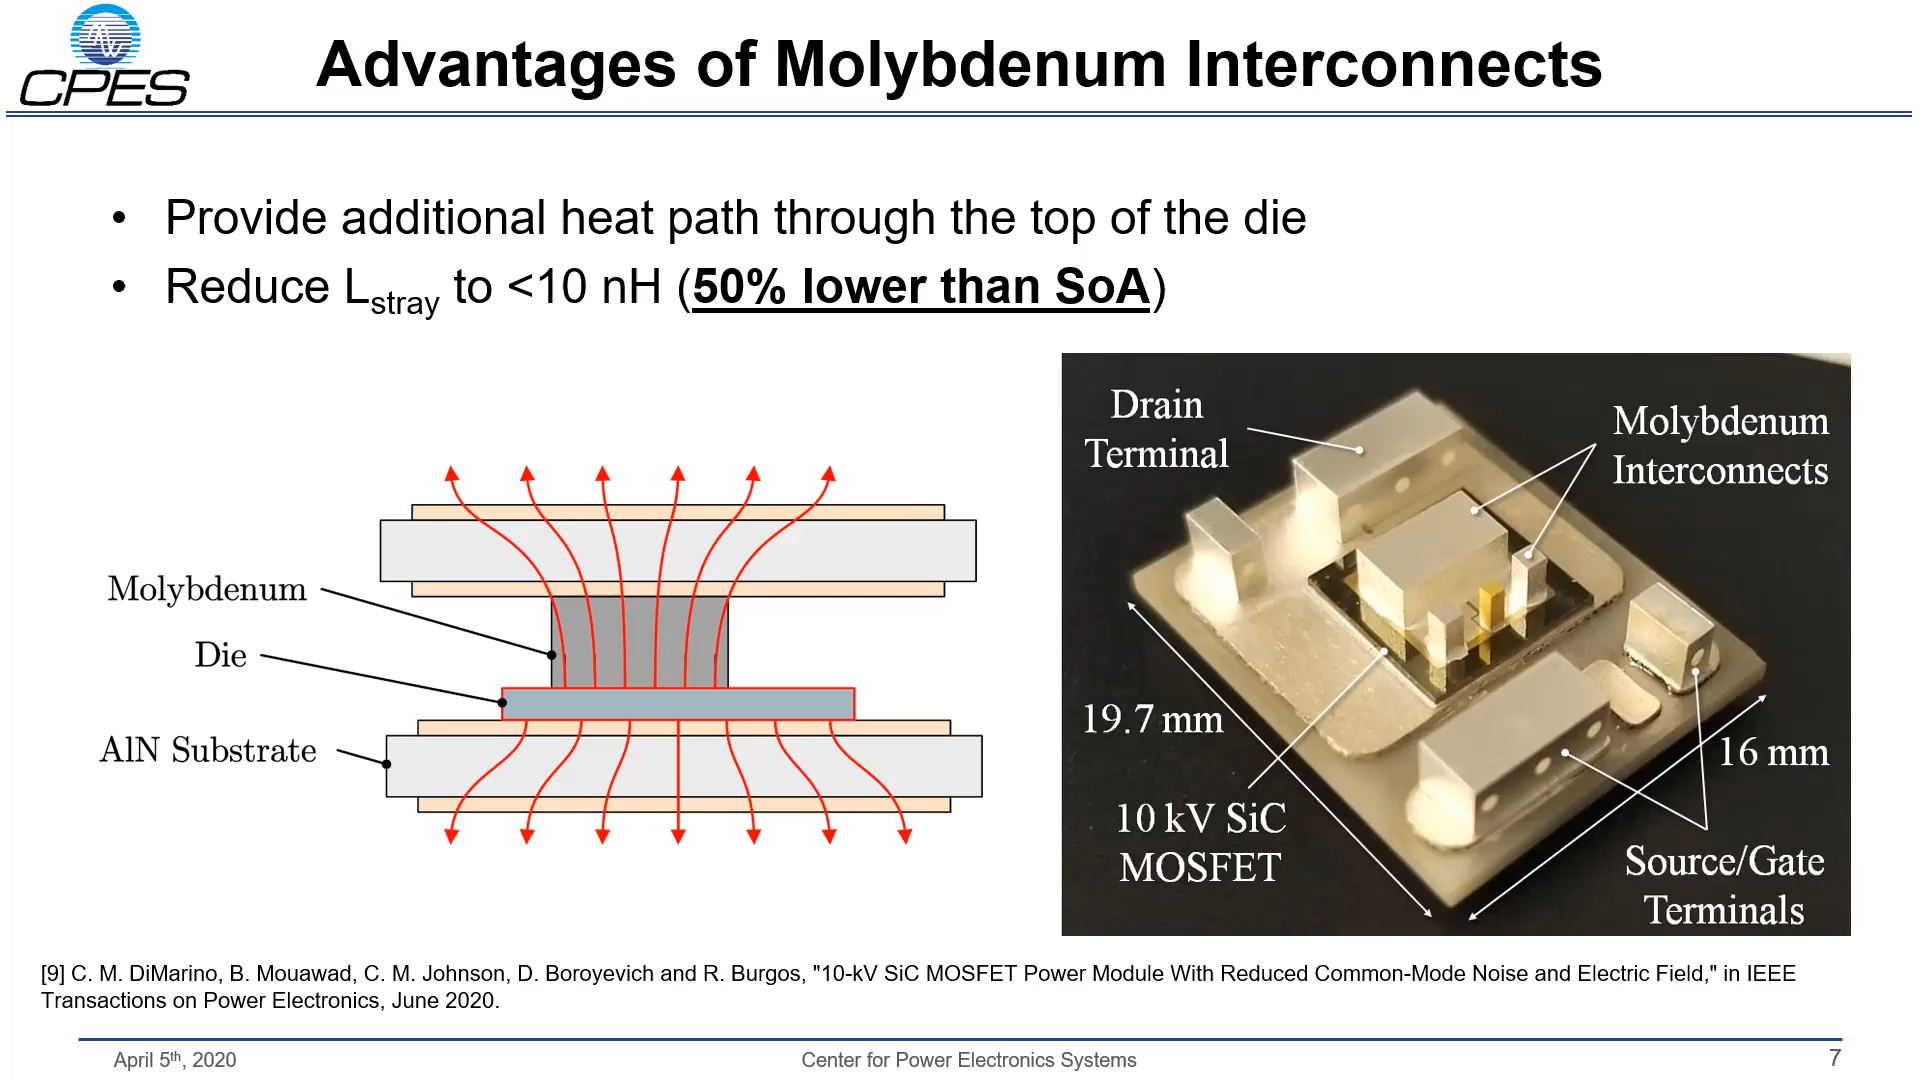 CPES
Advantages of Molybdenum Interconnects
• Provide additional heat path through the top of the die
• Reduce Lstray to <10 nH (50% lower than SoA)
Molybdenum
Die
AlN Substrate
Drain
Terminal
Molybdenum
Interconnects
19.7 mm
16 mm
10 kV SiC
MOSFET
Source/Gate
Terminals
[9] C. M. DiMarino, B. Mouawad, C. M. Johnson, D. Boroyevich and R. Burgos, "10-kV SiC MOSFET Power Module With Reduced Common-Mode Noise and Electric Field," in IEEE
Transactions on Power Electronics, June 2020.
April 5th, 2020
Center for Power Electronics Systems
7